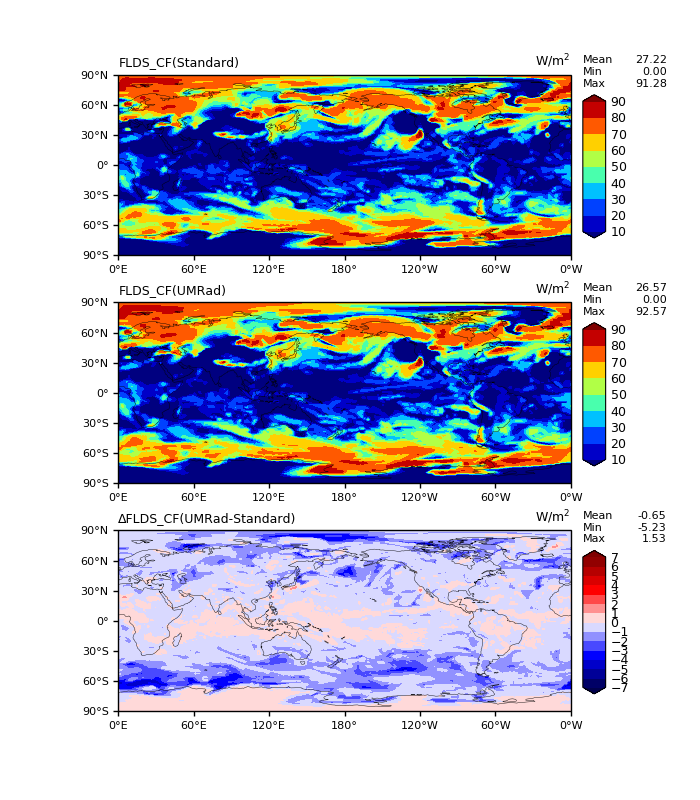 FLDS_CF(Standard) W/m² Mean 27.22
Min 0.00
Max 91.28
90°N
60°N
30°N
0°
30°S
60°S
90°S
0°E 60°E 120°E 180° 120°W 60°W 0°W
90
80
70
60
50
40
30
20
10
FLDS_CF(UMRad) W/m² Mean 26.57
Min 0.00
Max 92.57
90°N
60°N
30°N
0°
30°S
60°S
90°S
0°E 60°E 120°E 180° 120°W 60°W 0°W
90
80
70
60
50
40
30
20
10
ΔFLDS_CF(UMRad-Standard) W/m² Mean -0.65
Min -5.23
Max 1.53
90°N
60°N
30°N
0°
30°S
60°S
90°S
0°E 60°E 120°E 180° 120°W 60°W 0°W
7
6
5
4
3
2
1
0
−1
−2
−3
−4
−5
−6
−7